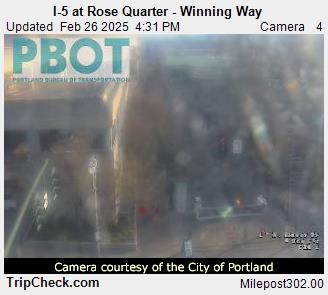 I-5 at Rose Quarter - Winning Way
Updated Feb 26 2025 4:31 PM Camera 4
PBOT
PORTLAND BUREAU OF TRANSPORTATION
Camera courtesy of the City of Portland
TripCheck.com Milepost302.00